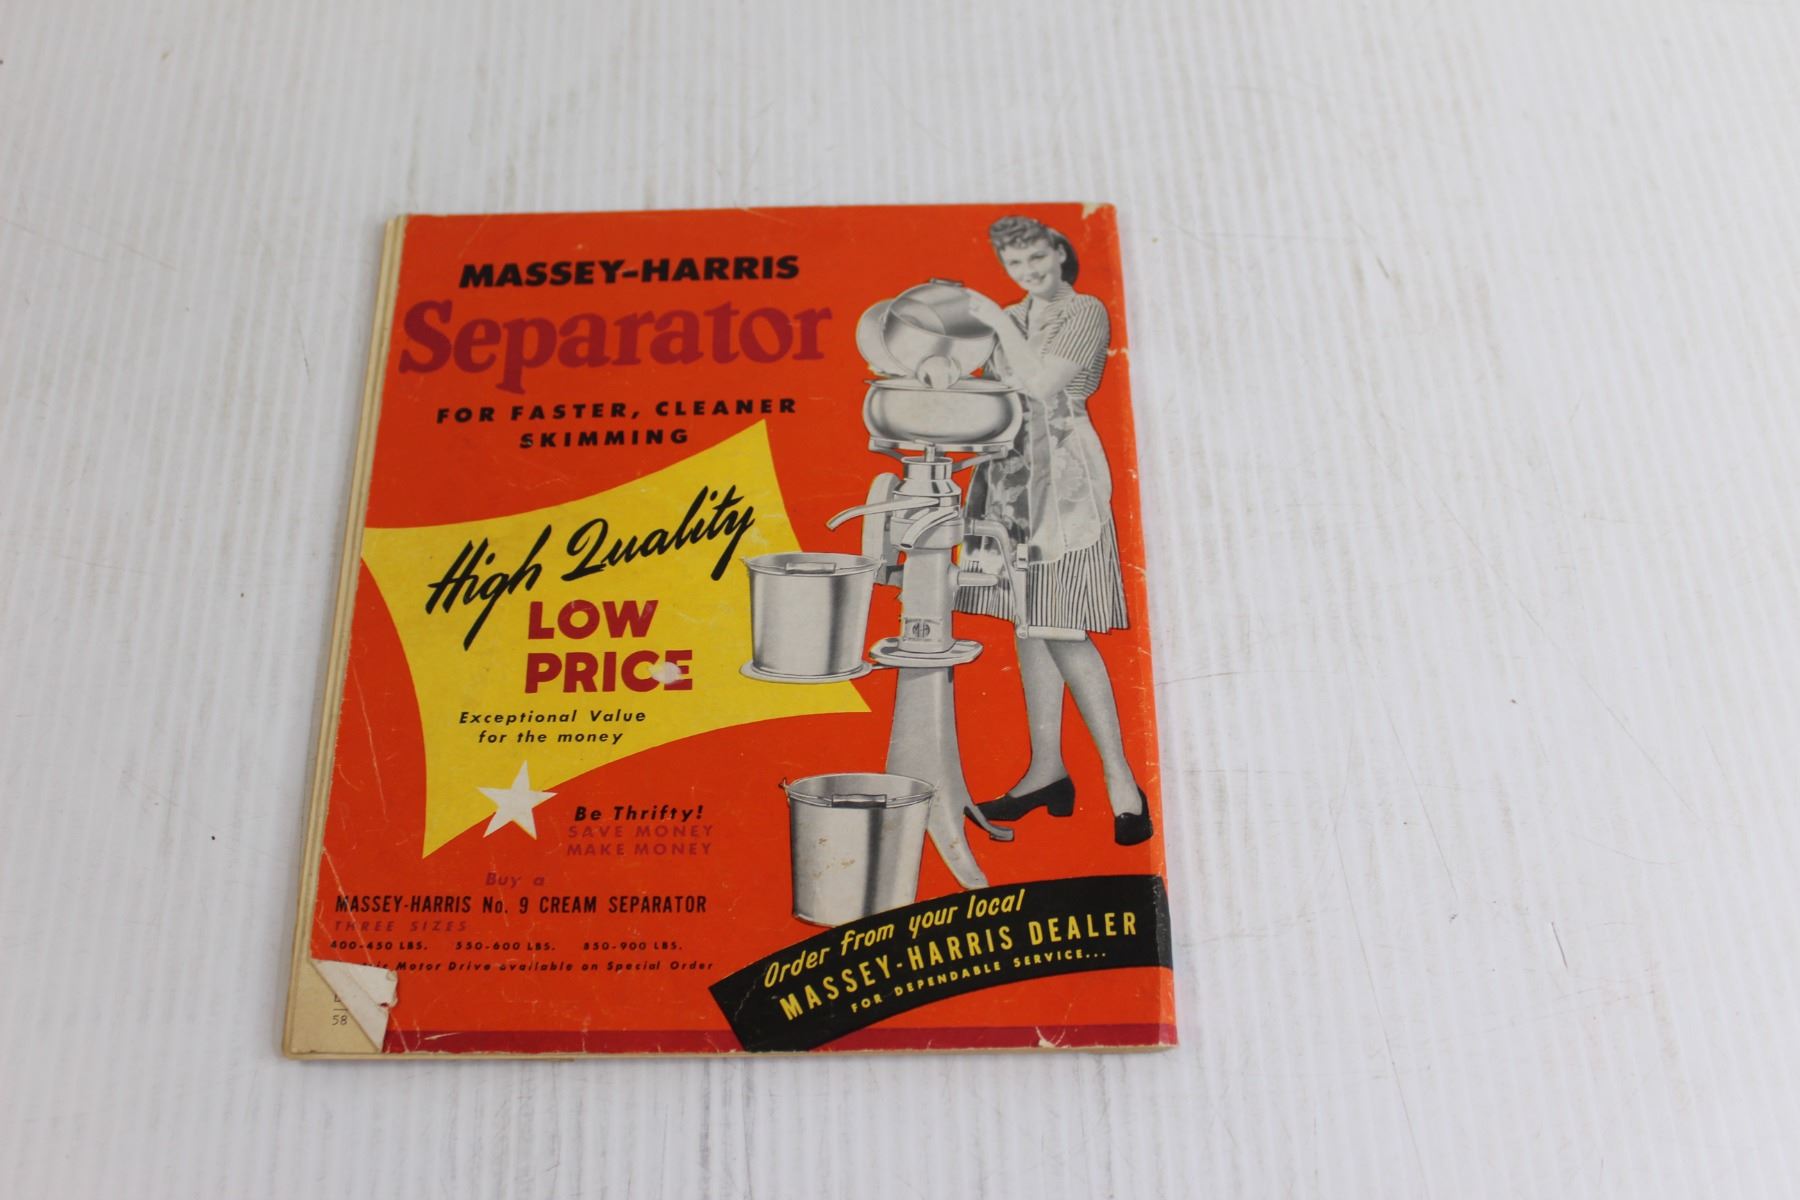 MASSEY-HARRIS
Separator
FOR FASTER, CLEANER
SKIMMING
High Quality
LOW
PRICE
Exceptional Value
for the money
Be Thrifty!
SAVE MONEY
MAKE MONEY
Buy a
MASSEY-HARRIS No. 9 CREAM SEPARATOR
THREE SIZES
400-450 LBS. 550-600 LBS. 850-900 LBS.
Motor Drive available on Special Order
58
Order from your local
MASSEY-HARRIS DEALER
FOR DEPENDABLE SERVICE...